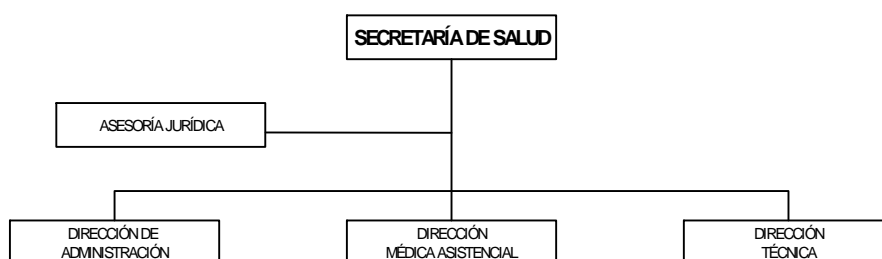 SECRETARÍA DE SALUD
ASESORÍA JURÍDICA
DIRECCIÓN DE
ADMINISTRACIÓN
DIRECCIÓN
MÉDICA ASISTENCIAL
DIRECCIÓN
TÉCNICA